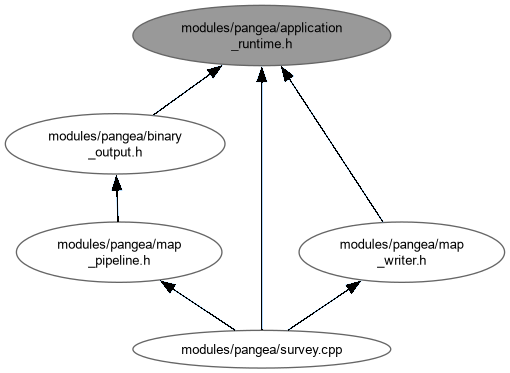 modules/pangea/application
_runtime.h
modules/pangea/binary
_output.h
modules/pangea/map
_pipeline.h
modules/pangea/map
_writer.h
modules/pangea/survey.cpp